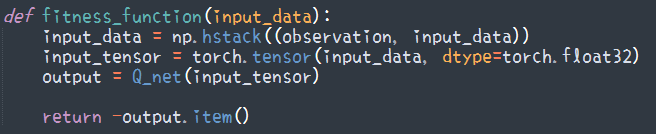 def fitness_function(input_data):
    input_data = np.hstack((observation, input_data))
    input_tensor = torch.tensor(input_data, dtype=torch.float32)
    output = Q_net(input_tensor)

    return -output.item()